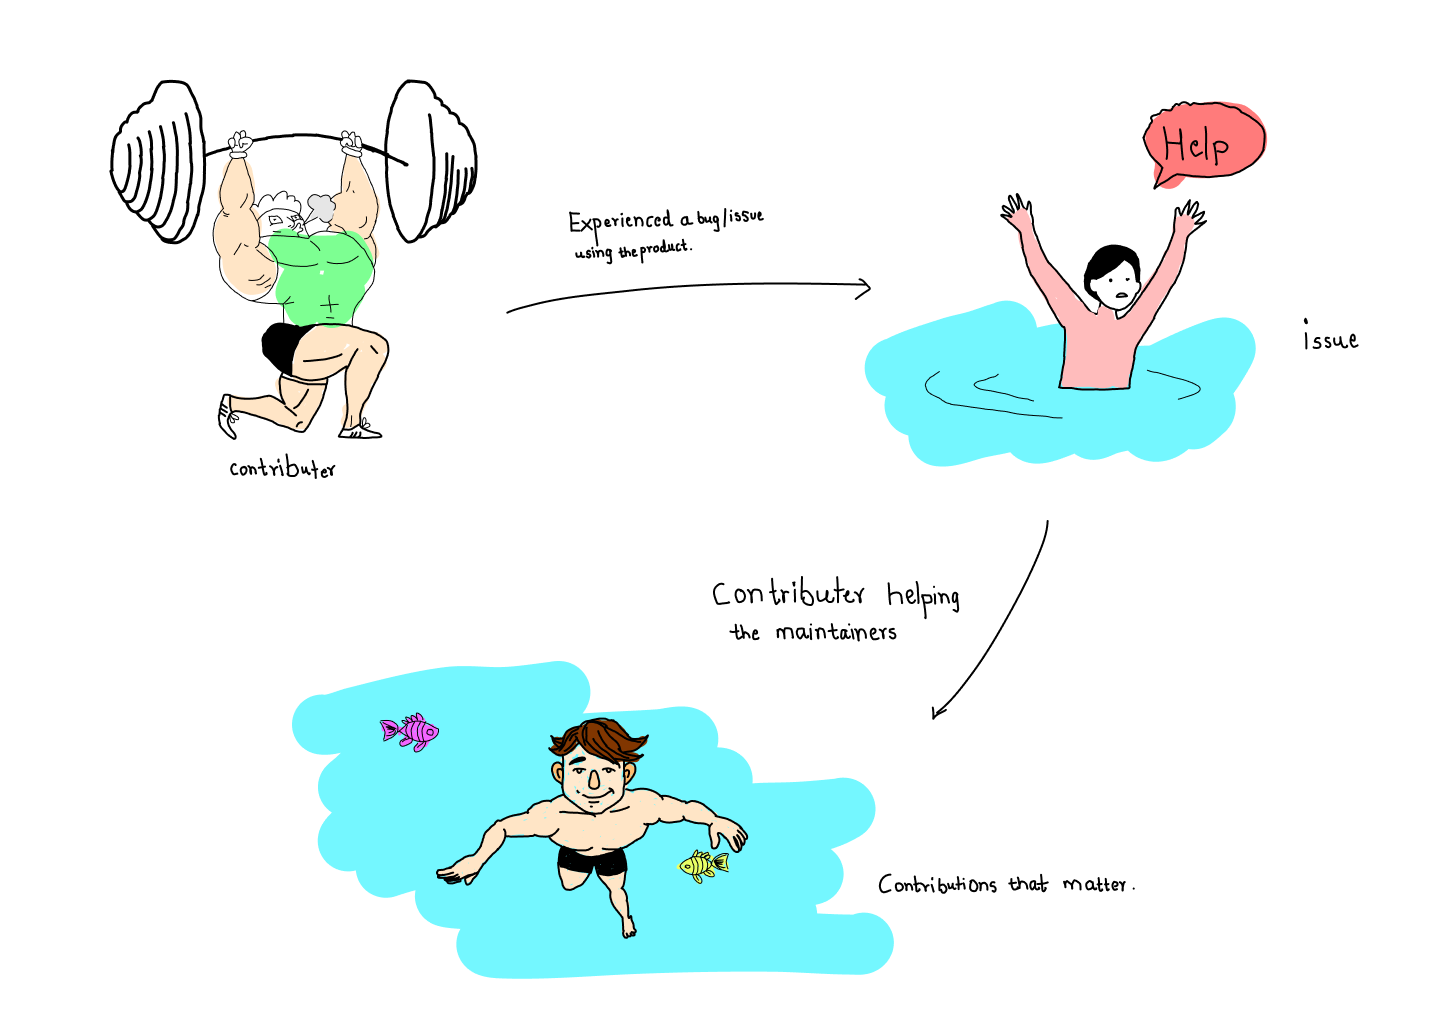 Help
Experienced a bug/issue
using the product.
issue
contributer
Contributer helping
the maintainers
Contributions that matter.